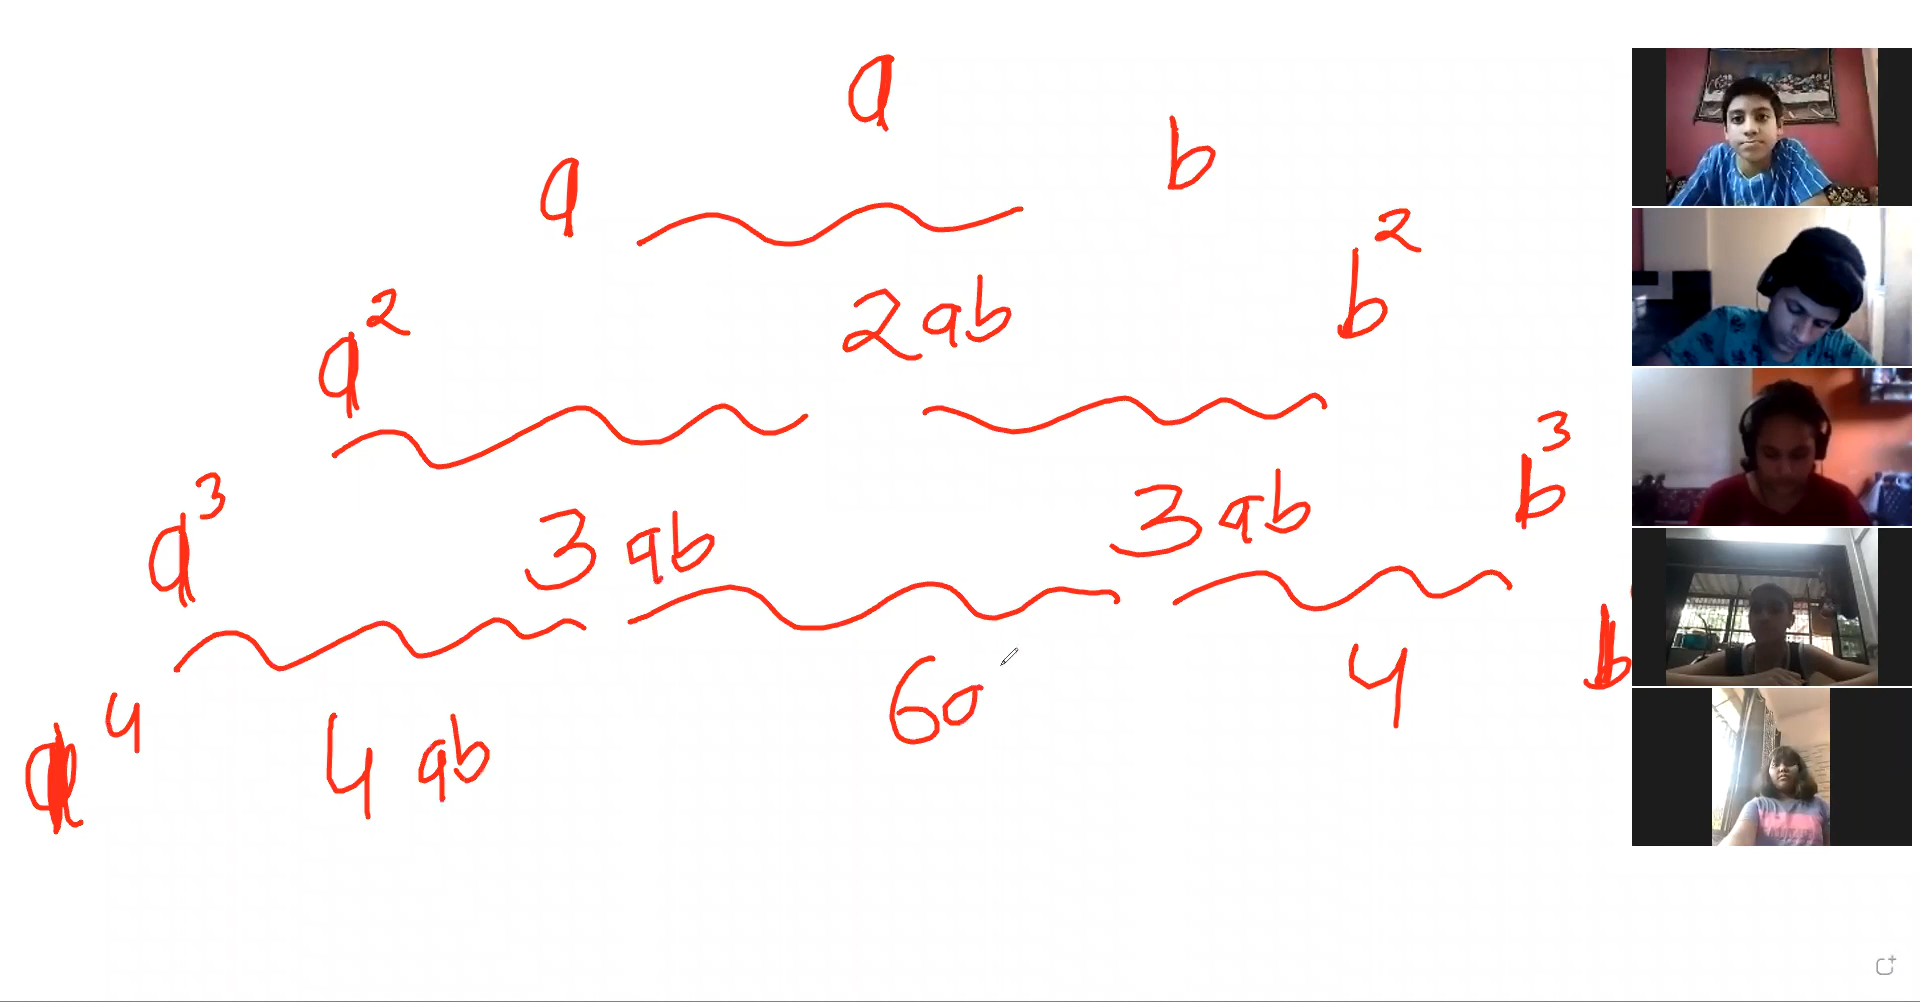 a
a b
a² 2ab b²
a³ 3ab 3ab b³
a⁴ 4ab 6a 4 b